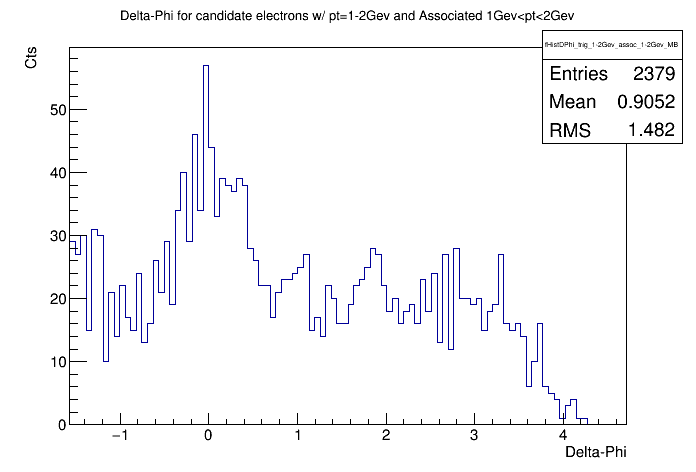 Delta-Phi for candidate electrons w/ pt=1-2Gev and Associated 1Gev<pt<2Gev
fHistDPhi_trig_1-2Gev_assoc_1-2Gev_MB
Entries 2379
Mean 0.9052
RMS 1.482
Cts
50
40
30
20
10
0
−1 0 1 2 3 4
Delta-Phi